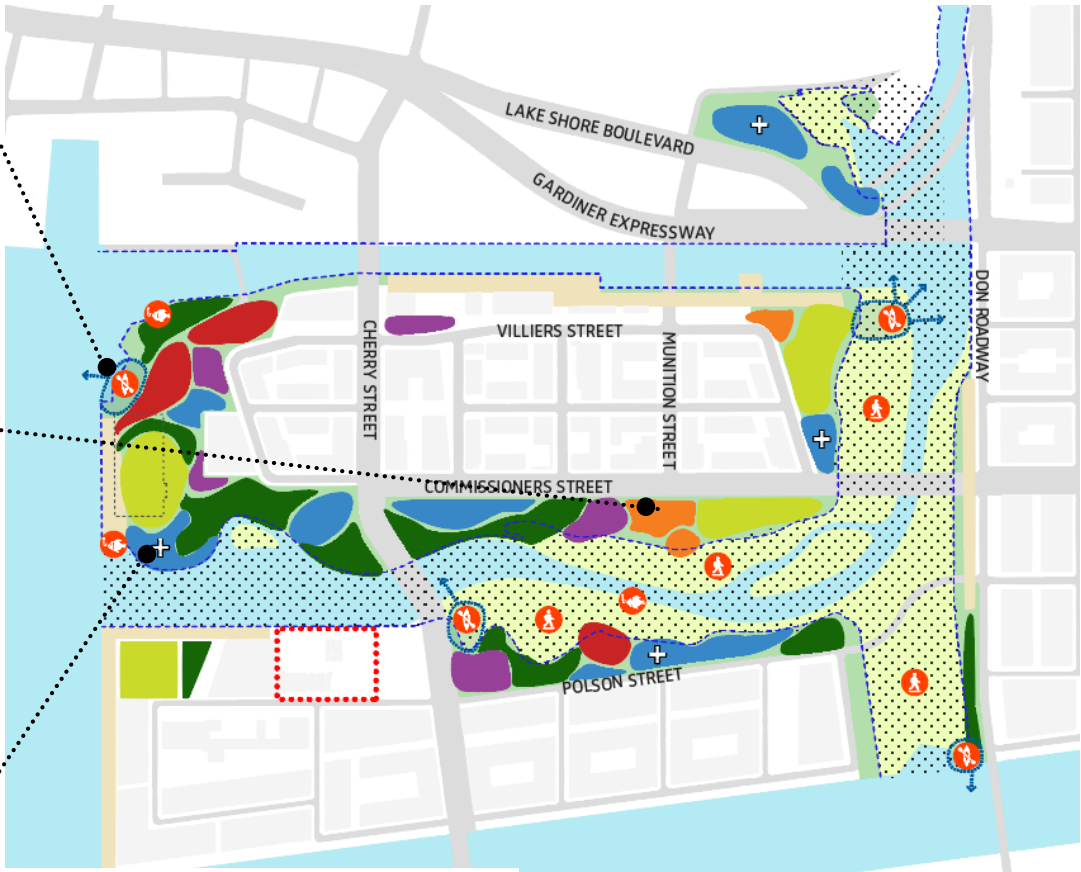 LAKE SHORE BOULEVARD
GARDINER EXPRESSWAY
DON ROADWAY
CHERRY STREET
VILLIERS STREET
MUNITION STREET
COMMISSIONERS STREET
POLSON STREET